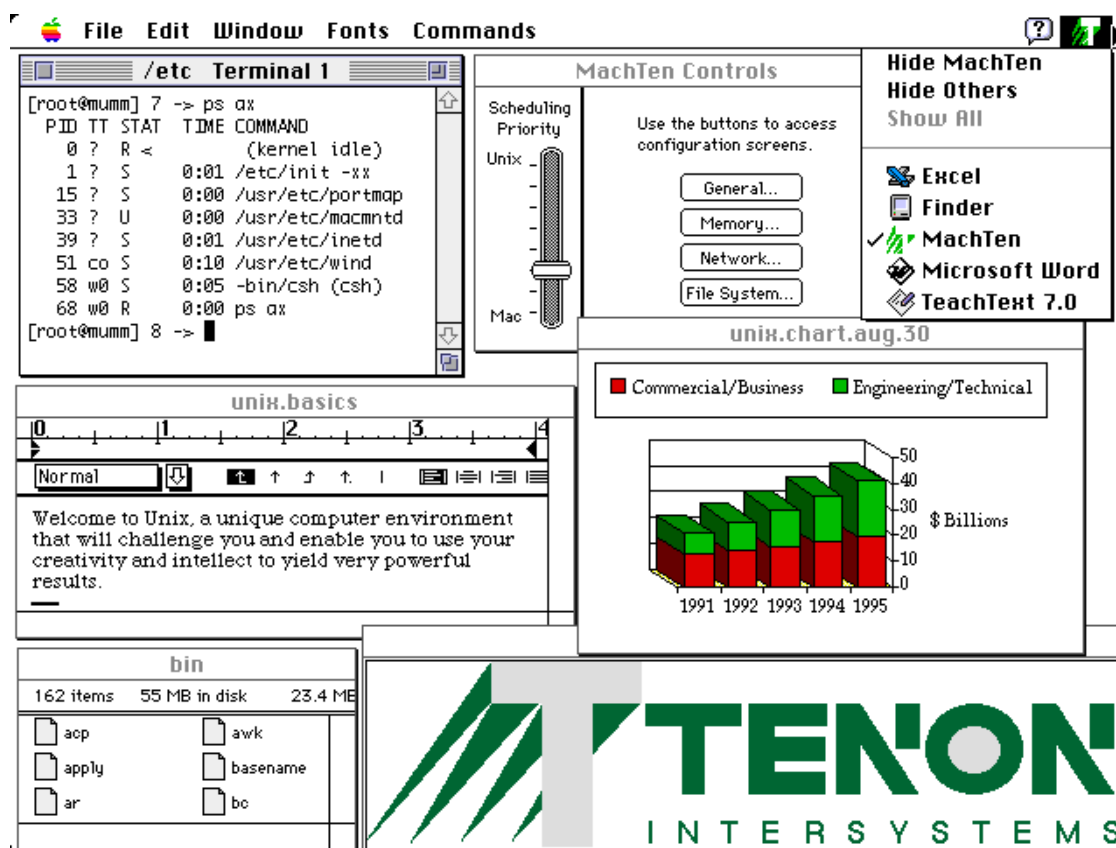 File Edit Window Fonts Commands
/etc Terminal 1
[root@mumm] 7 -> ps ax
PID TT STAT TIME COMMAND
0 ? R < (kernel idle)
1 ? S 0:01 /etc/init -xx
15 ? S 0:00 /usr/etc/portmap
33 ? U 0:00 /usr/etc/macmntd
39 ? S 0:01 /usr/etc/inetd
51 co S 0:10 /usr/etc/wind
58 w0 S 0:05 -bin/csh (csh)
68 w0 R 0:00 ps ax
[root@mumm] 8 ->
MachTen Controls
Scheduling
Priority
Unix
Mac
Use the buttons to access
configuration screens.
General...
Memory...
Network...
File System...
Hide MachTen
Hide Others
Show All
Excel
Finder
MachTen
Microsoft Word
TeachText 7.0
unix.chart.aug.30
Commercial/Business Engineering/Technical
50
40
30
20
10
0
$ Billions
1991 1992 1993 1994 1995
unix.basics
0 1 2 3 4
Normal
Welcome to Unix, a unique computer environment
that will challenge you and enable you to use your
creativity and intellect to yield very powerful
results.
bin
162 items 55 MB in disk 23.4 MB
acp awk
apply basename
ar bc
TENON
INTERSYSTEMS